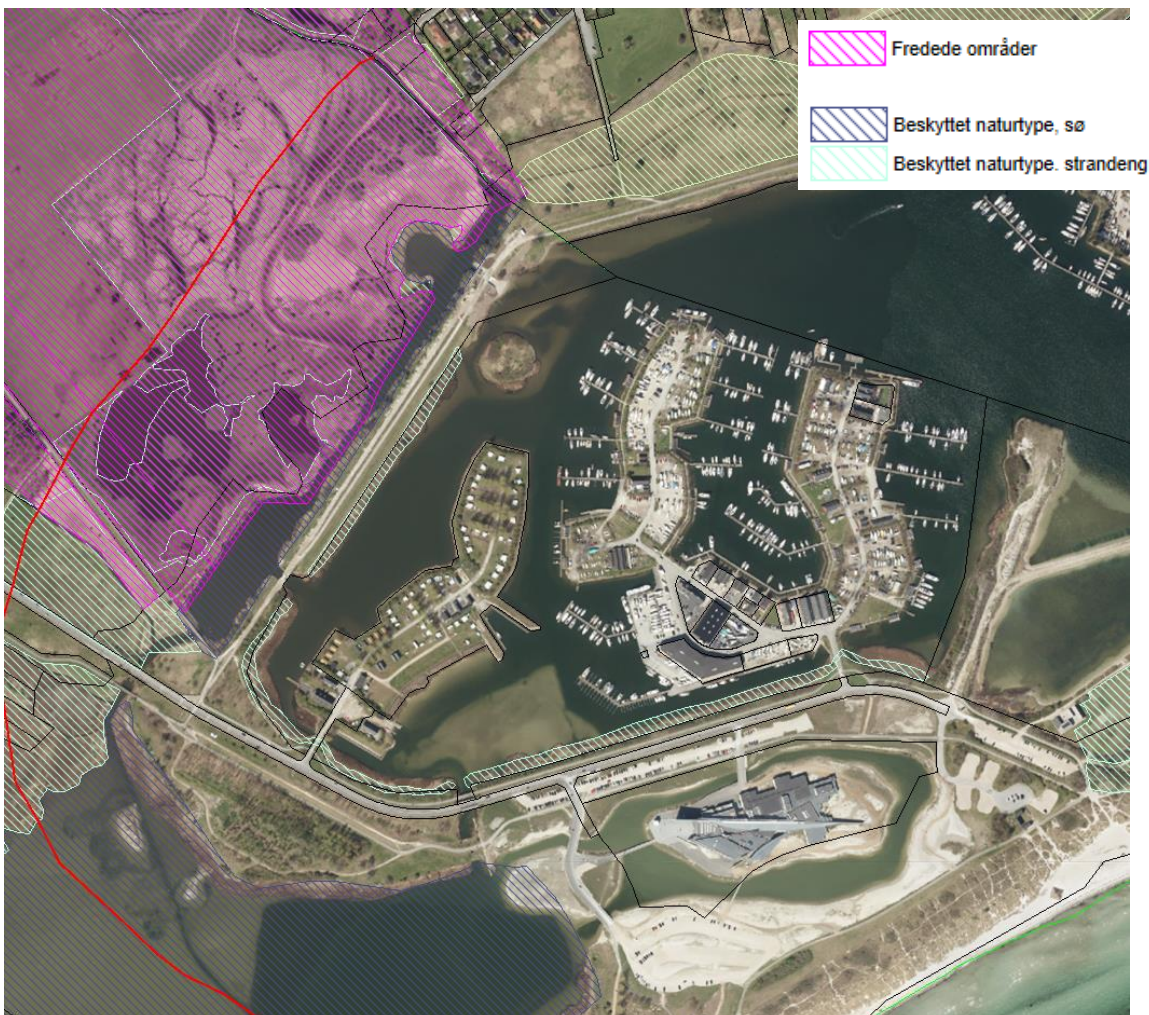 Fredede områder
Beskyttet naturtype, sø
Beskyttet naturtype. strandeng